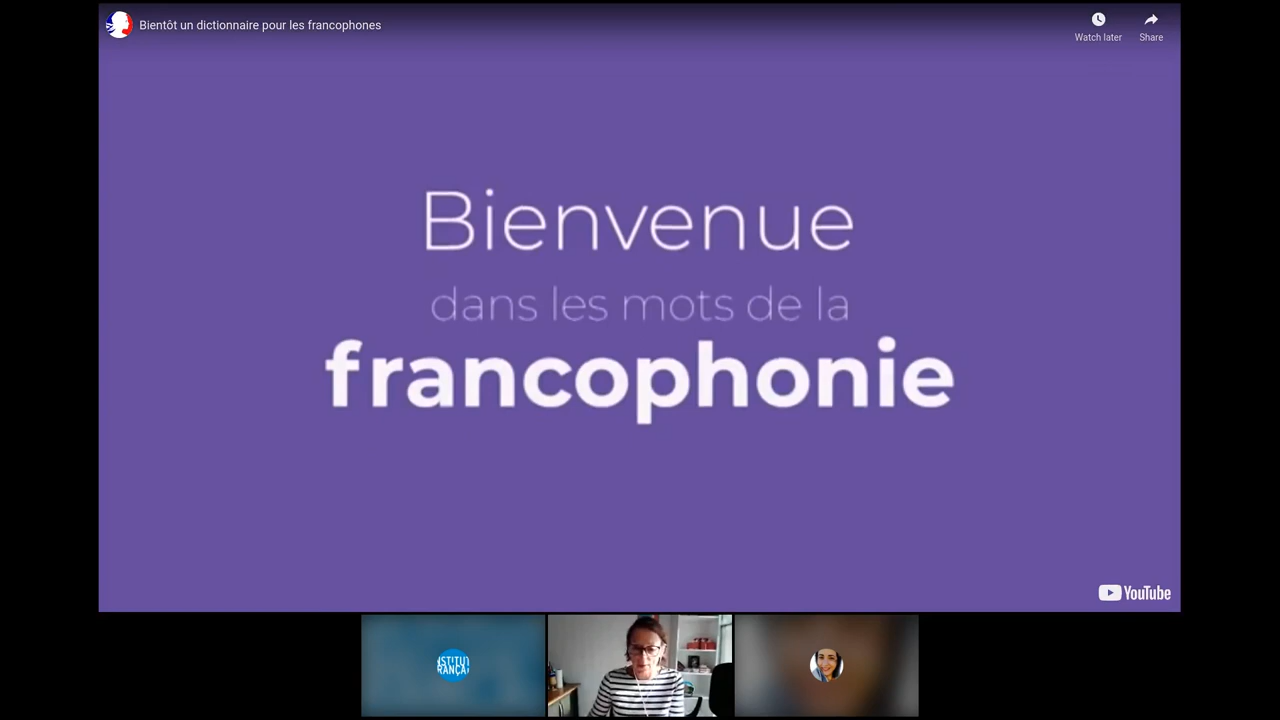 Bientôt un dictionnaire pour les francophones
Watch later
Share
Bienvenue
dans les mots de la
francophonie
YouTube